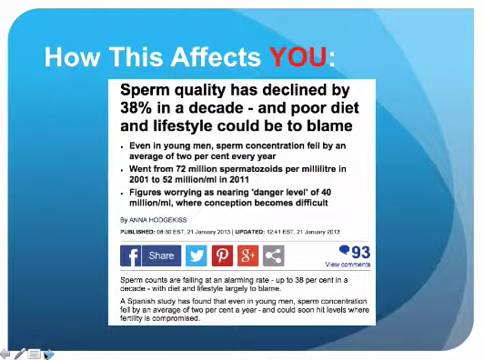 How This Affects YOU:
Sperm quality has declined by
38% in a decade - and poor diet
and lifestyle could be to blame
• Even in young men, sperm concentration fell by an
average of two per cent every year
• Went from 72 million spermatozoids per millilitre in
2001 to 52 million/ml in 2011
• Figures worrying as nearing 'danger level' of 40
million/ml, where conception becomes difficult
By ANNA HODGEKISS
PUBLISHED: 08:30 EST, 21 January 2013 | UPDATED: 12:41 EST, 21 January 2013
f Share
g+
93
View comments
Sperm counts are falling at an alarming rate - up to 38 per cent in a
decade - with diet and lifestyle largely to blame.
A Spanish study has found that even in young men, sperm concentration
fell by an average of two per cent a year - and could soon hit levels where
fertility is compromised.